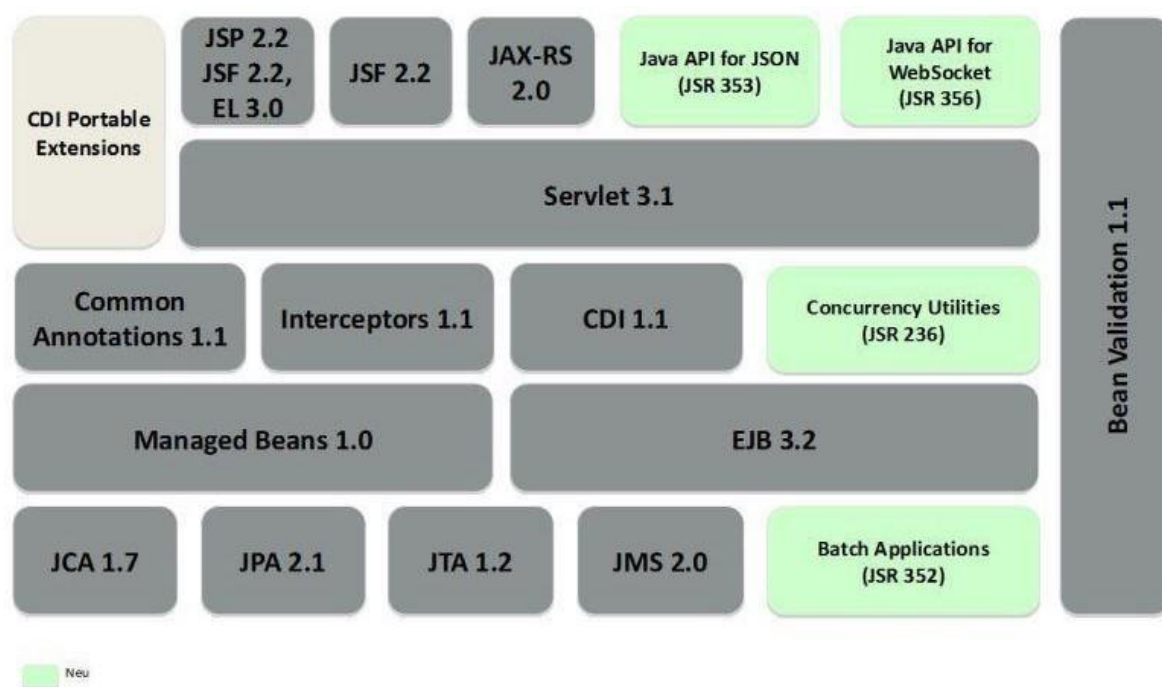 CDI Portable
Extensions
JSP 2.2
JSF 2.2,
EL 3.0
JSF 2.2
JAX-RS
2.0
Java API for JSON
(JSR 353)
Java API for
WebSocket
(JSR 356)
Servlet 3.1
Common
Annotations 1.1
Interceptors 1.1
CDI 1.1
Concurrency Utilities
(JSR 236)
Managed Beans 1.0
EJB 3.2
JCA 1.7
JPA 2.1
JTA 1.2
JMS 2.0
Batch Applications
(JSR 352)
Bean Validation 1.1
Neu